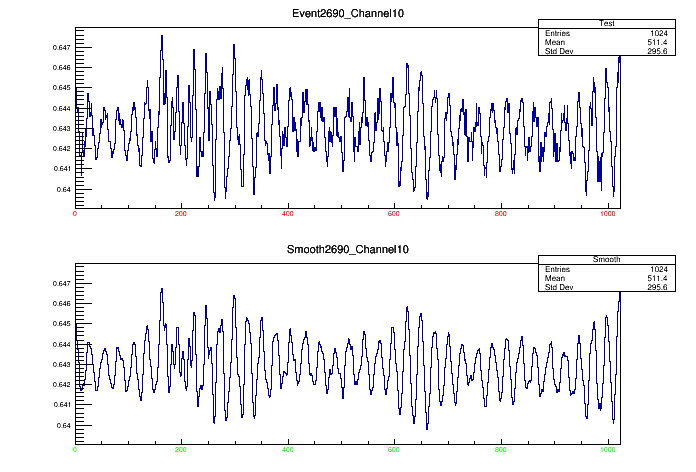 Event2690_Channel10
Test
Entries 1024
Mean 511.4
Std Dev 295.6
0.647
0.646
0.645
0.644
0.643
0.642
0.641
0.64
0 200 400 600 800 1000
Smooth2690_Channel10
Smooth
Entries 1024
Mean 511.4
Std Dev 295.6
0.647
0.646
0.645
0.644
0.643
0.642
0.641
0.64
0 200 400 600 800 1000